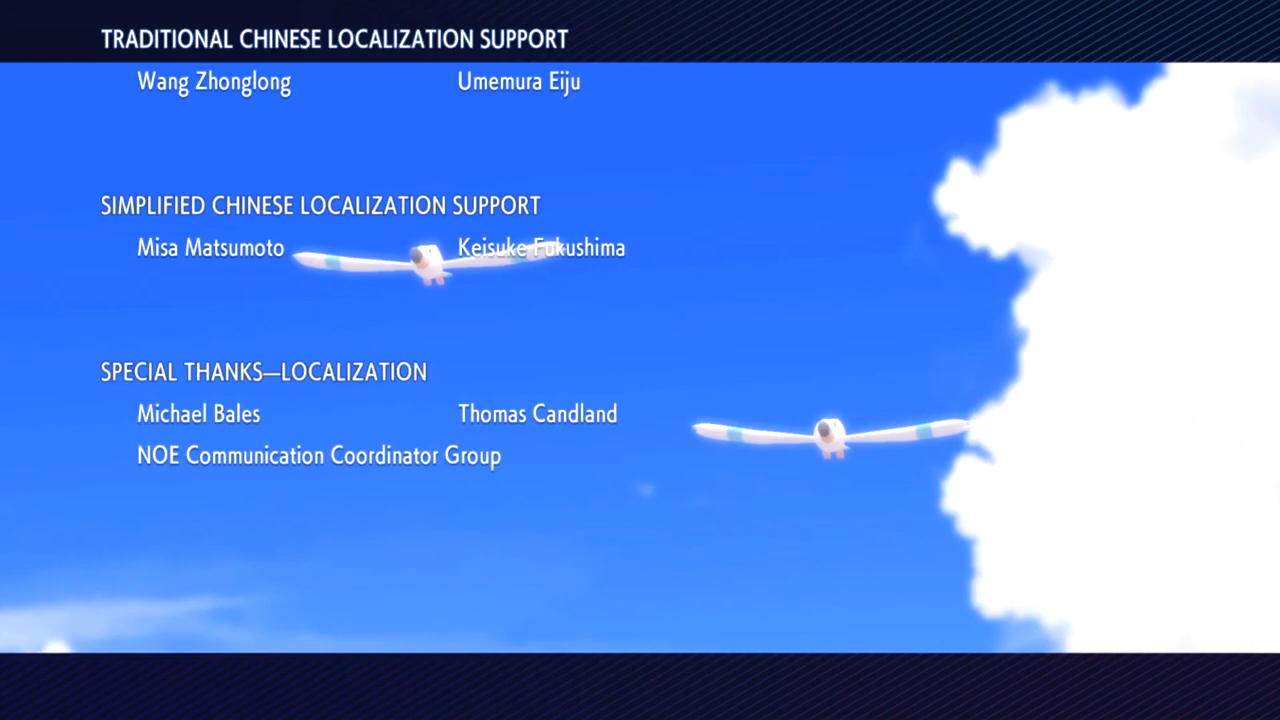 TRADITIONAL CHINESE LOCALIZATION SUPPORT
Wang Zhonglong Umemura Eiju
SIMPLIFIED CHINESE LOCALIZATION SUPPORT
Misa Matsumoto Keisuke Fukushima
SPECIAL THANKS—LOCALIZATION
Michael Bales Thomas Candland
NOE Communication Coordinator Group